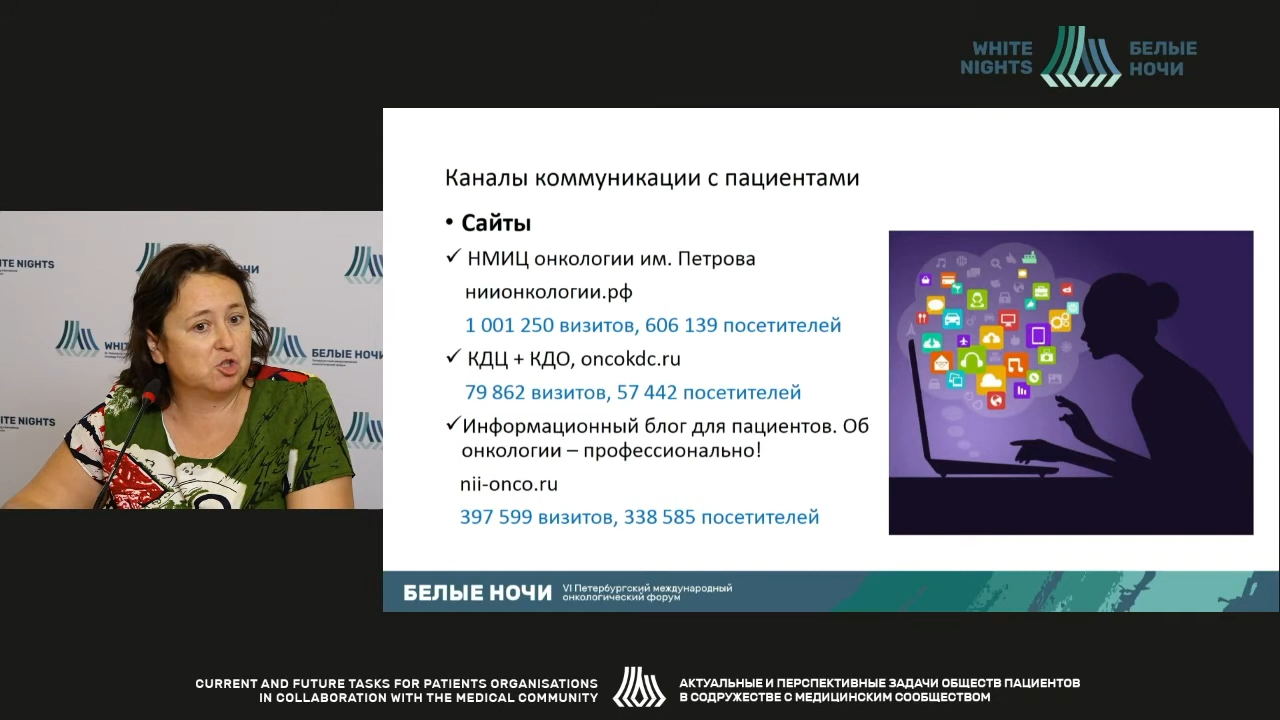 WHITE
NIGHTS
БЕЛЫЕ
НОЧИ
Каналы коммуникации с пациентами
• Сайты
✓ НМИЦ онкологии им. Петрова
ниионкологии.рф
1 001 250 визитов, 606 139 посетителей
✓ КДЦ + КДО, oncokdc.ru
79 862 визитов, 57 442 посетителей
✓Информационный блог для пациентов. Об
онкологии – профессионально!
nii-onco.ru
397 599 визитов, 338 585 посетителей
БЕЛЫЕ НОЧИ
VI Петербургский международный
онкологический форум
CURRENT AND FUTURE TASKS FOR PATIENTS ORGANISATIONS
IN COLLABORATION WITH THE MEDICAL COMMUNITY
АКТУАЛЬНЫЕ И ПЕРСПЕКТИВНЫЕ ЗАДАЧИ ОБЩЕСТВ ПАЦИЕНТОВ
В СОДРУЖЕСТВЕ С МЕДИЦИНСКИМ СООБЩЕСТВОМ
БЕЛЫЕ НОЧИ